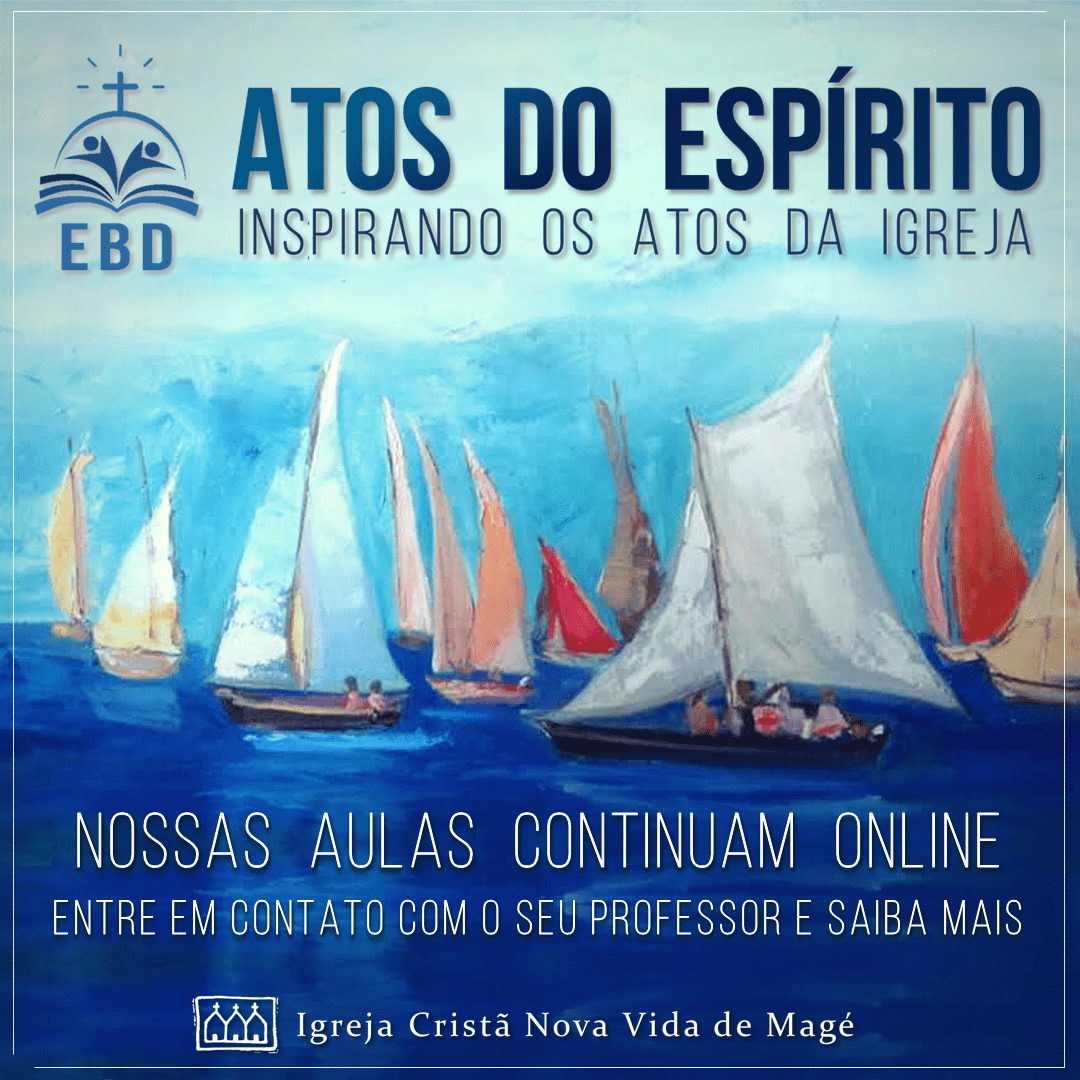 ATOS DO ESPÍRITO
INSPIRANDO OS ATOS DA IGREJA
EBD
NOSSAS AULAS CONTINUAM ONLINE
ENTRE EM CONTATO COM O SEU PROFESSOR E SAIBA MAIS
Igreja Cristã Nova Vida de Magé